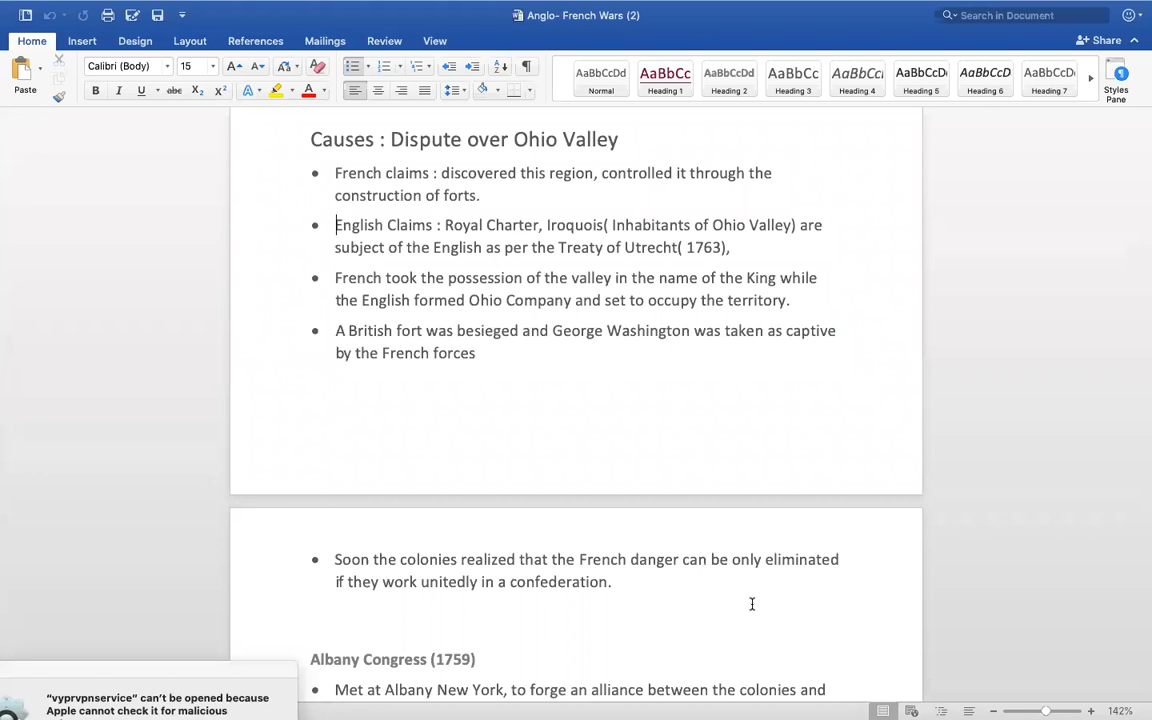 Anglo- French Wars (2)
Search in Document
Home Insert Design Layout References Mailings Review View
Share
Paste
Calibri (Body) 15
AaBbCcDd AaBbCc AaBbCcDd AaBbCcDc AaBbCcI AaBbCcDc AaBbCcD AaBbCcDc
Normal Heading 1 Heading 2 Heading 3 Heading 4 Heading 5 Heading 6 Heading 7
Styles
Pane
Causes : Dispute over Ohio Valley
• French claims : discovered this region, controlled it through the
construction of forts.
• English Claims : Royal Charter, Iroquois( Inhabitants of Ohio Valley) are
subject of the English as per the Treaty of Utrecht( 1763),
• French took the possession of the valley in the name of the King while
the English formed Ohio Company and set to occupy the territory.
• A British fort was besieged and George Washington was taken as captive
by the French forces
• Soon the colonies realized that the French danger can be only eliminated
if they work unitedly in a confederation.
Albany Congress (1759)
• Met at Albany New York, to forge an alliance between the colonies and
“vyprvpnservice” can’t be opened because
Apple cannot check it for malicious
142%